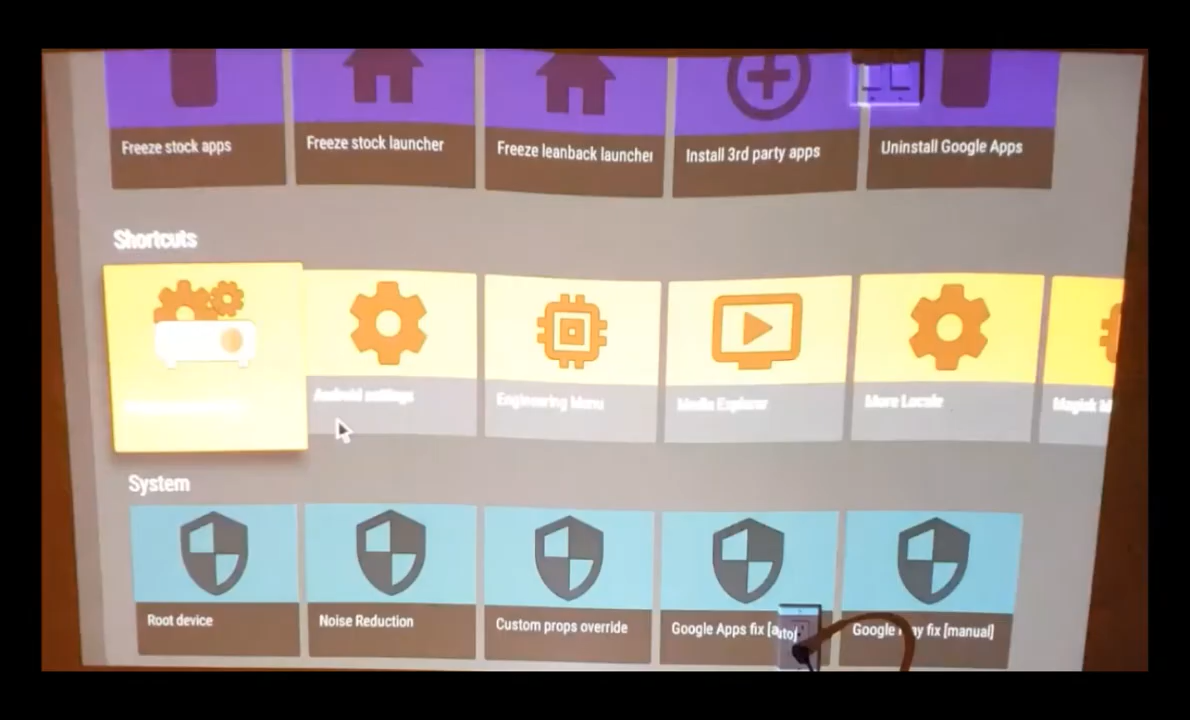 Freeze stock apps
Freeze stock launcher
Freeze leanback launcher
Install 3rd party apps
Uninstall Google Apps
Shortcuts
Android settings
Engineering Menu
Media Explorer
More Locale
Magisk M
System
Root device
Noise Reduction
Custom props override
Google Apps fix
Google fix [manual]